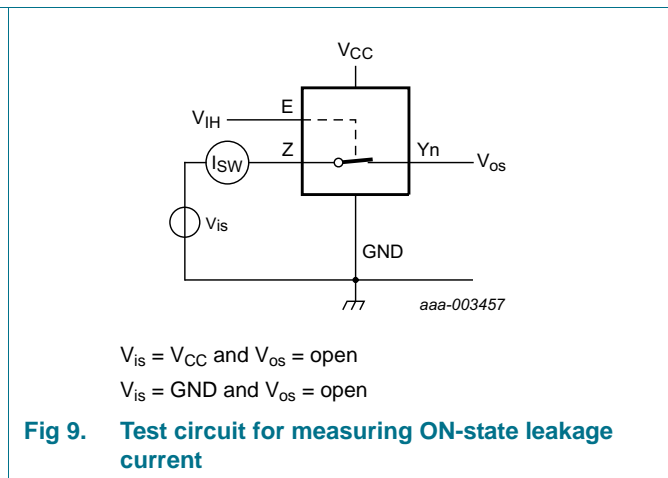 VCC
E
VIH
ISW
Z
Yn
Vos
Vis
GND
aaa-003457
Vis = VCC and Vos = open
Vis = GND and Vos = open
Fig 9. Test circuit for measuring ON-state leakage
current